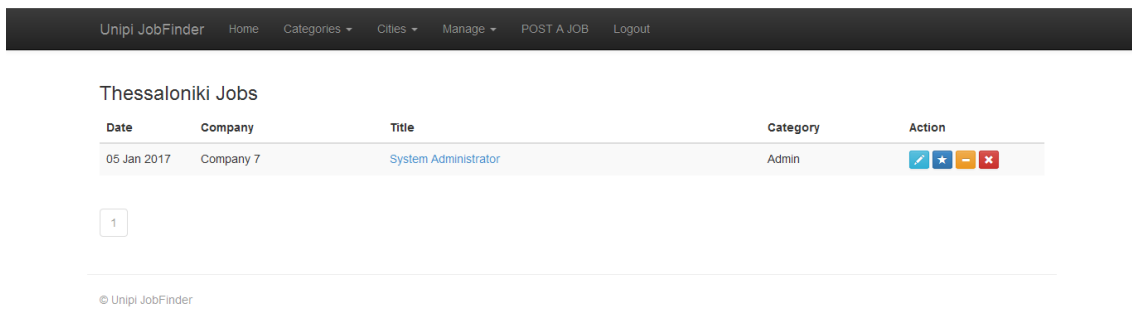 Unipi JobFinder Home Categories Cities Manage POST A JOB Logout
Thessaloniki Jobs
Date Company Title Category Action
05 Jan 2017 Company 7 System Administrator Admin
1
© Unipi JobFinder